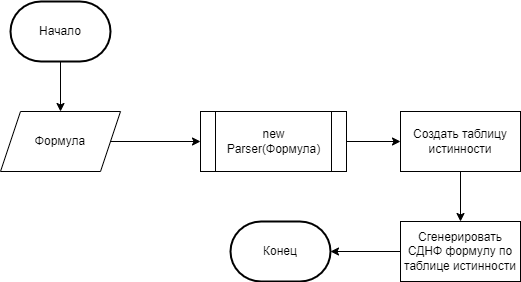 Начало
Формула
new
Parser(Формула)
Создать таблицу
истинности
Сгенерировать
СДНФ формулу по
таблице истинности
Конец